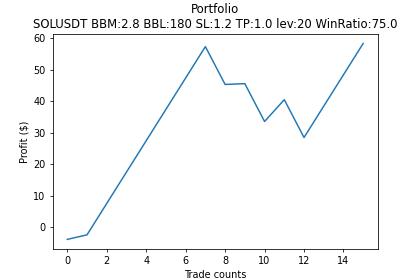 Portfolio
SOLUSDT BBM:2.8 BBL:180 SL:1.2 TP:1.0 lev:20 WinRatio:75.0
60
50
40
30
20
10
0
Profit ($)
0 2 4 6 8 10 12 14
Trade counts